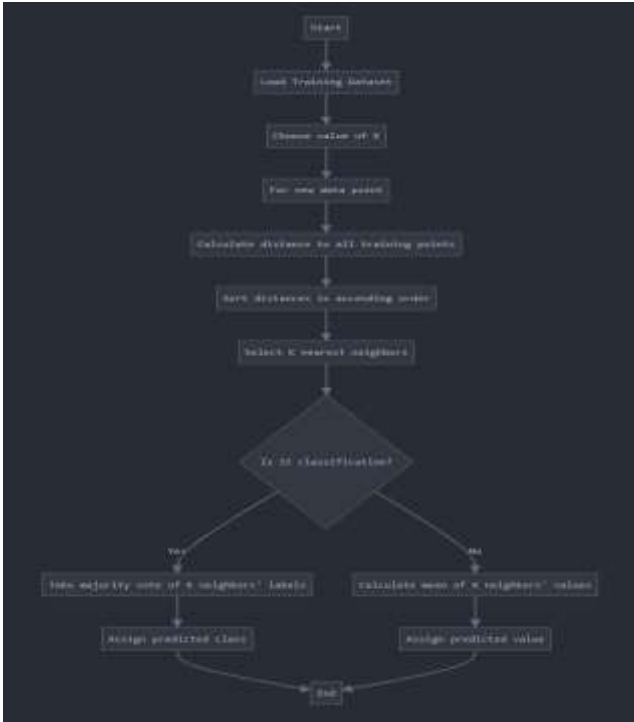 Start
Load Training Dataset
Choose value of K
For new data point
Calculate distance to all training points
Sort distances in ascending order
Select K nearest neighbors
Is it classification?
Yes
No
Take majority vote of K neighbors' labels
Calculate mean of K neighbors' values
Assign predicted class
Assign predicted value
End